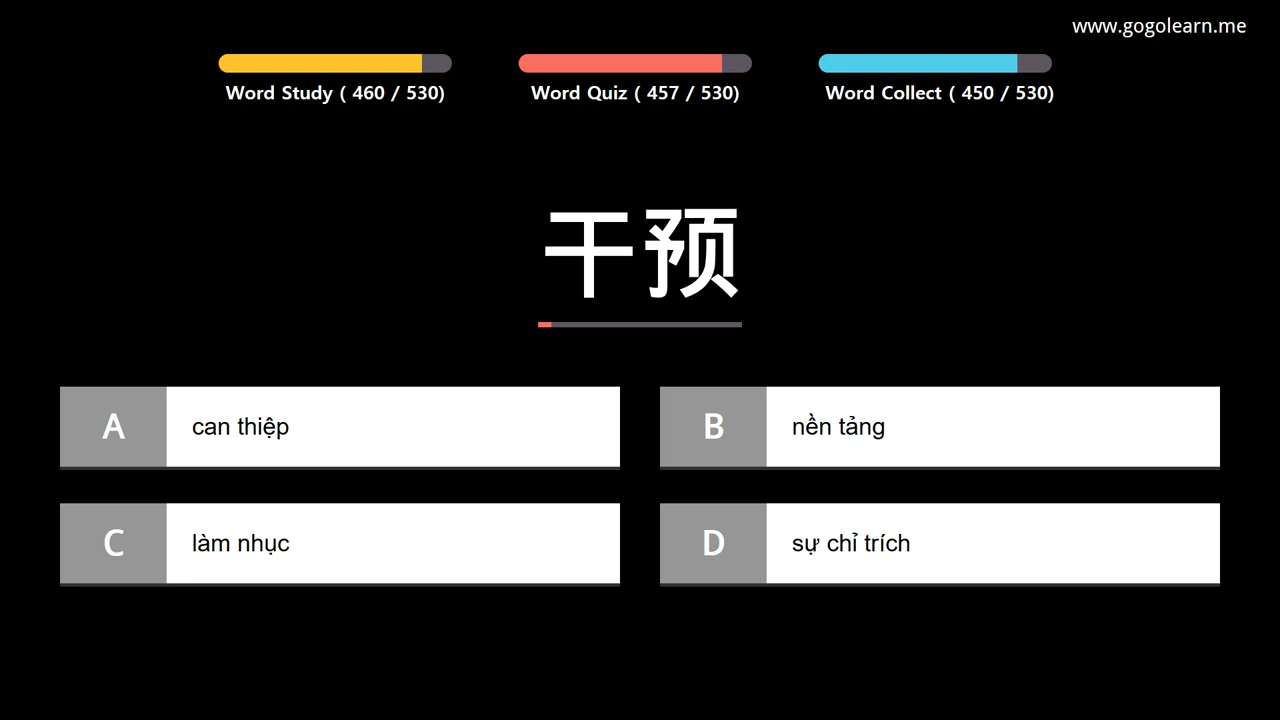 www.gogolearn.me
Word Study ( 460 / 530)
Word Quiz ( 457 / 530)
Word Collect ( 450 / 530)
干预
A can thiệp
B nền tảng
C làm nhục
D sự chỉ trích